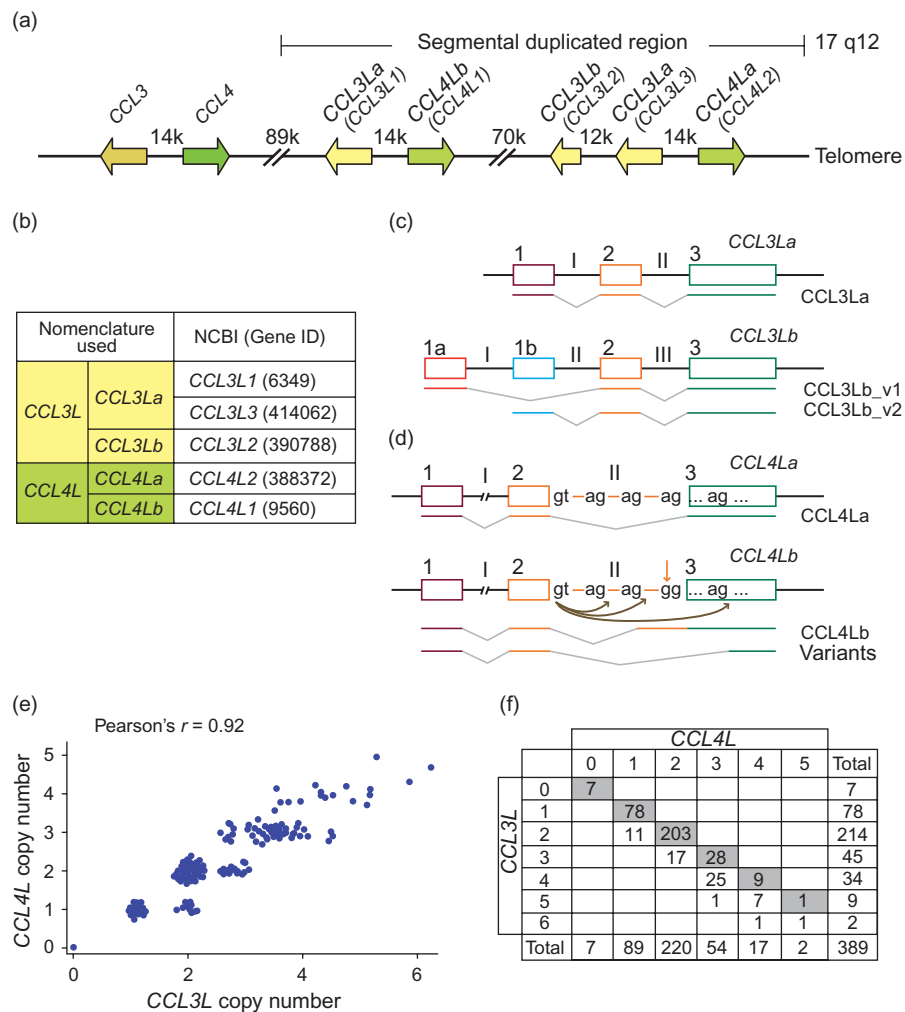 (a)
Segmental duplicated region
17 q12
CCL3
CCL4
CCL3La
(CCL3L1)
CCL4Lb
(CCL4L1)
CCL3Lb
(CCL3L2)
CCL3La
(CCL3L3)
CCL4La
(CCL4L2)
14k
89k
14k
70k
12k
14k
Telomere
(b)
Nomenclature used
NCBI (Gene ID)
CCL3L
CCL3La
CCL3L1 (6349)
CCL3L3 (414062)
CCL3Lb
CCL3L2 (390788)
CCL4L
CCL4La
CCL4L2 (388372)
CCL4Lb
CCL4L1 (9560)
(c)
CCL3La
1 I 2 II 3
CCL3La
CCL3Lb
1a I 1b II 2 III 3
CCL3Lb_v1
CCL3Lb_v2
(d)
CCL4La
1 I 2 II 3
gt ag ag ag ... ag ...
CCL4La
CCL4Lb
1 I 2 II 3
gt ag ag gg ... ag ...
CCL4Lb
Variants
(e)
Pearson's r = 0.92
CCL4L copy number
5
4
3
2
1
0
0 2 4 6
CCL3L copy number
(f)
CCL4L
0 1 2 3 4 5 Total
CCL3L
0 7 7
1 78 78
2 11 203 214
3 17 28 45
4 25 9 34
5 1 7 1 9
6 1 1 2
Total 7 89 220 54 17 2 389